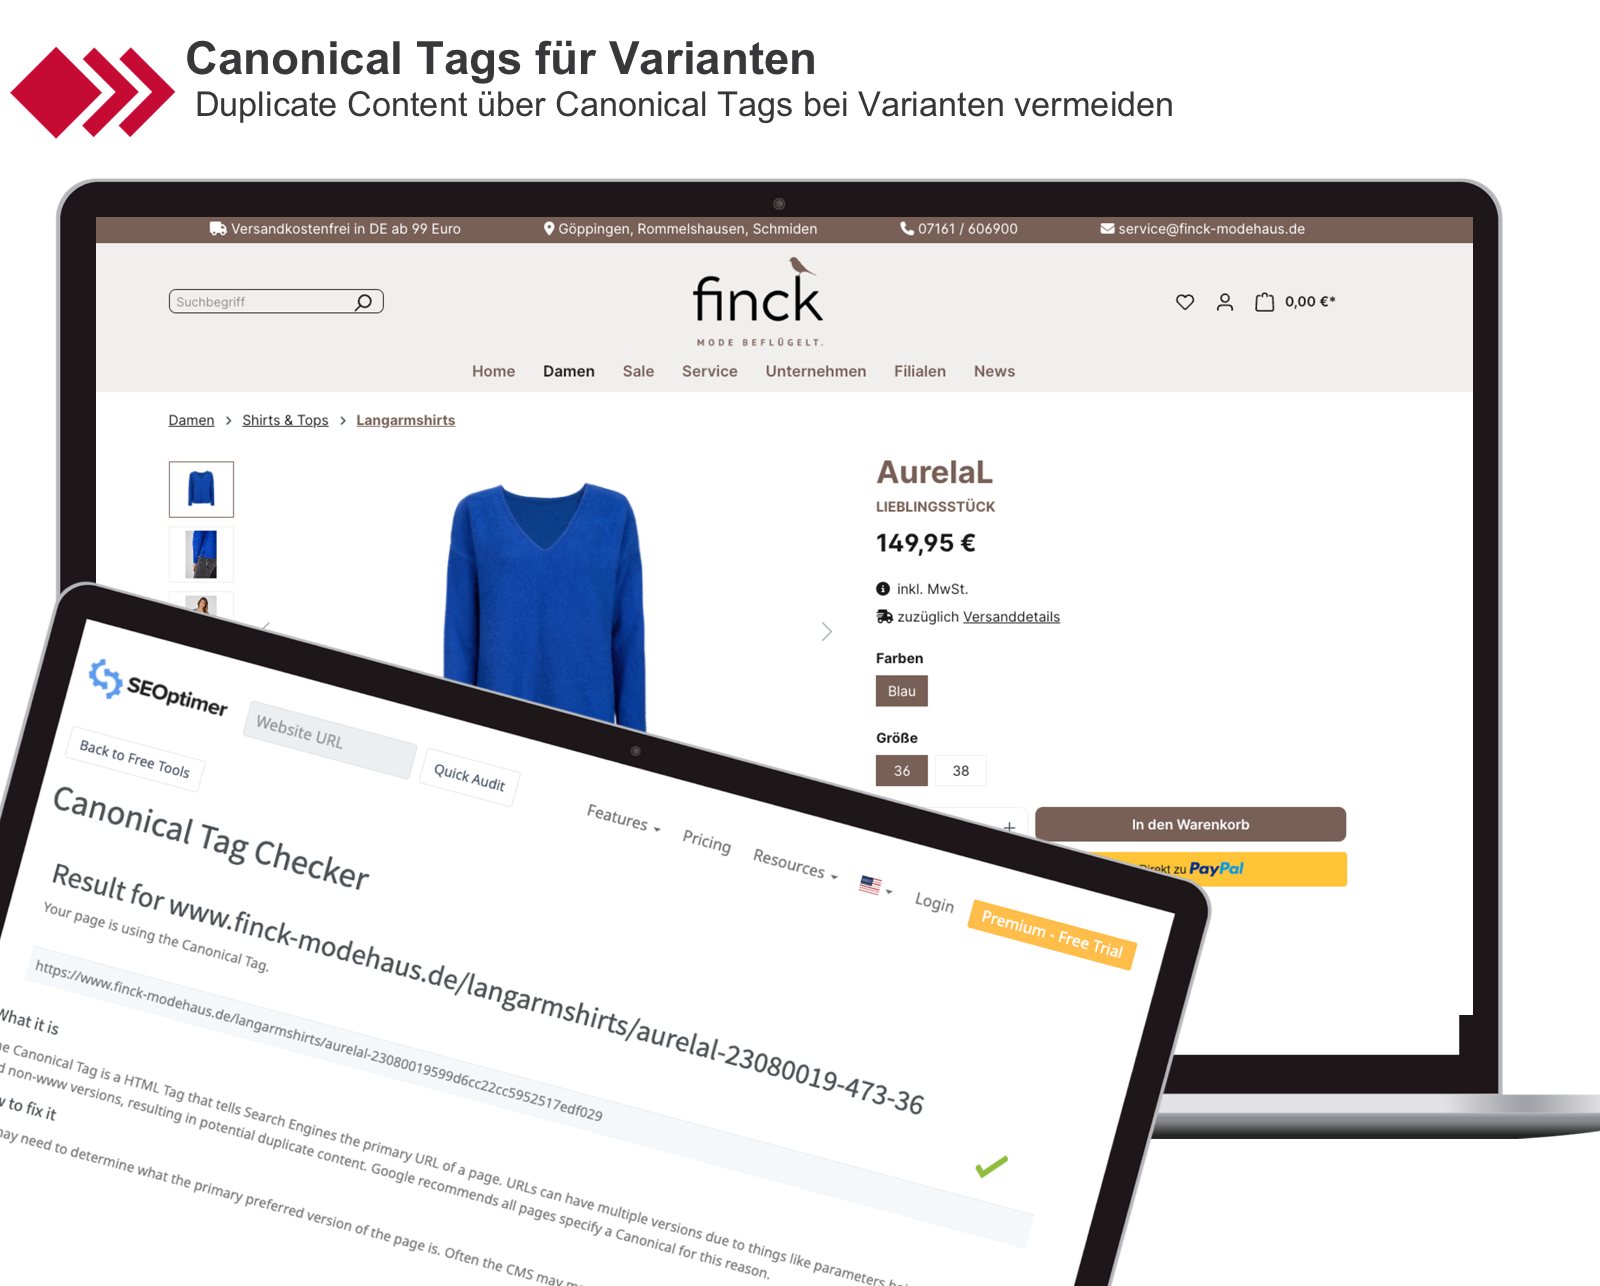 Canonical Tags für Varianten
Duplicate Content über Canonical Tags bei Varianten vermeiden
Versandkostenfrei in DE ab 99 Euro
Göppingen, Rommelshausen, Schmiden
07161 / 606900
service@finck-modehaus.de
Suchbegriff
finck
MODE BEFLÜGELT.
0,00 €*
Home Damen Sale Service Unternehmen Filialen News
Damen > Shirts & Tops > Langarmshirts
AurelaL
LIEBLINGSSTÜCK
149,95 €
inkl. MwSt.
zuzüglich Versanddetails
Farben
Blau
Größe
36 38
+
In den Warenkorb
Direkt zu PayPal
SEOptimer
Website URL
Quick Audit
Features
Pricing
Resources
Login
Premium - Free Trial
Back to Free Tools
Canonical Tag Checker
Result for www.finck-modehaus.de/langarmshirts/aurelal-23080019-473-36
Your page is using the Canonical Tag.
https://www.finck-modehaus.de/langarmshirts/aurelal-23080019599d6cc22cc5952517edf029
What it is
e Canonical Tag is a HTML Tag that tells Search Engines the primary URL of a page. URLs can have multiple versions due to things like parameters
d non-www versions, resulting in potential duplicate content. Google recommends all pages specify a Canonical for this reason.
to fix it
may need to determine what the primary preferred version of the page is. Often the CMS may